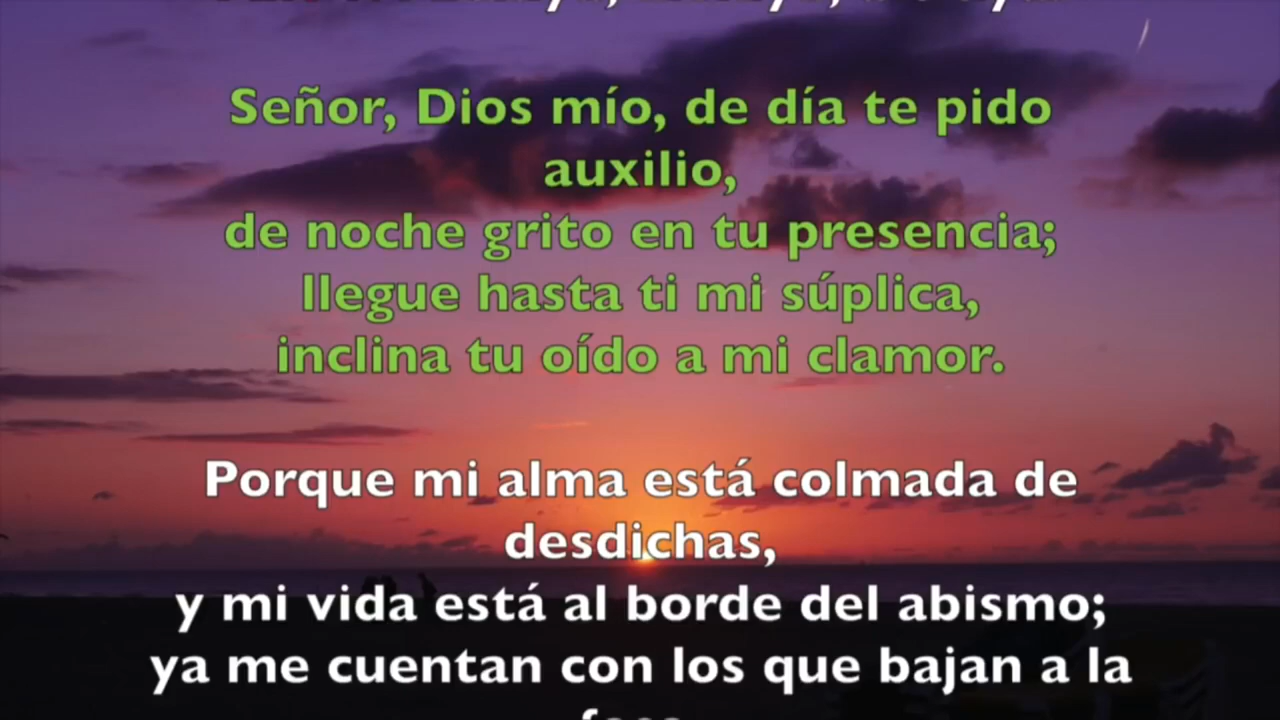 Señor, Dios mío, de día te pido
auxilio,
de noche grito en tu presencia;
llegue hasta ti mi súplica,
inclina tu oído a mi clamor.
Porque mi alma está colmada de
desdichas,
y mi vida está al borde del abismo;
ya me cuentan con los que bajan a la